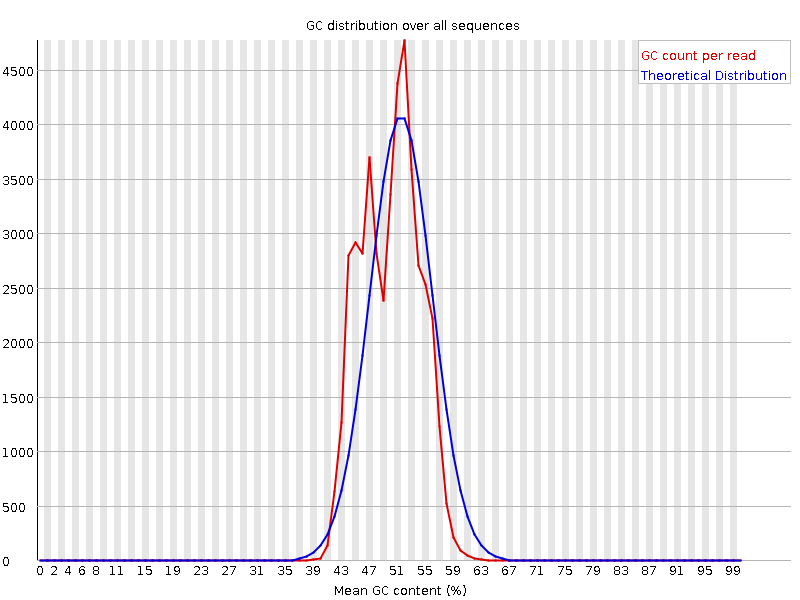 GC distribution over all sequences
GC count per read
Theoretical Distribution
4500
4000
3500
3000
2500
2000
1500
1000
500
0
0 2 4 6 8 11 15 19 23 27 31 35 39 43 47 51 55 59 63 67 71 75 79 83 87 91 95 99
Mean GC content (%)